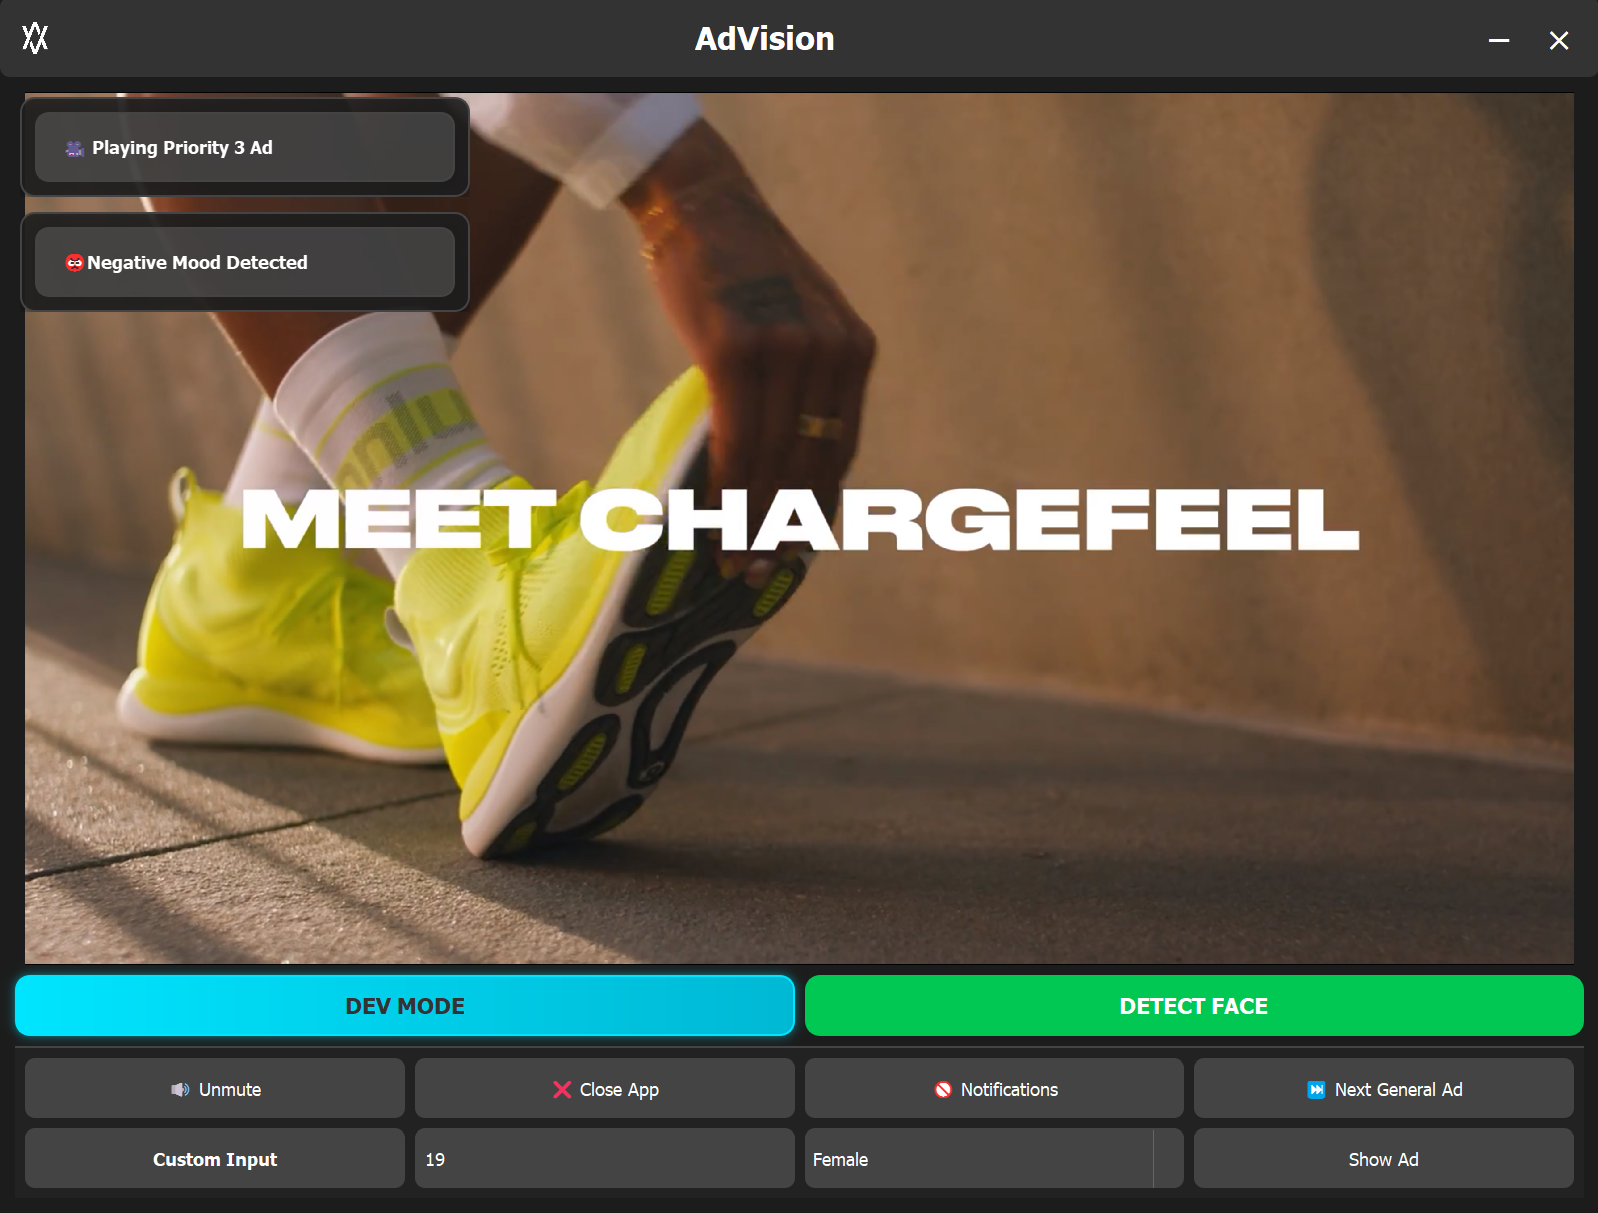 AdVision
Playing Priority 3 Ad
Negative Mood Detected
MEET CHARGEFEEL
DEV MODE
DETECT FACE
Unmute
Close App
Notifications
Next General Ad
Custom Input
19
Female
Show Ad